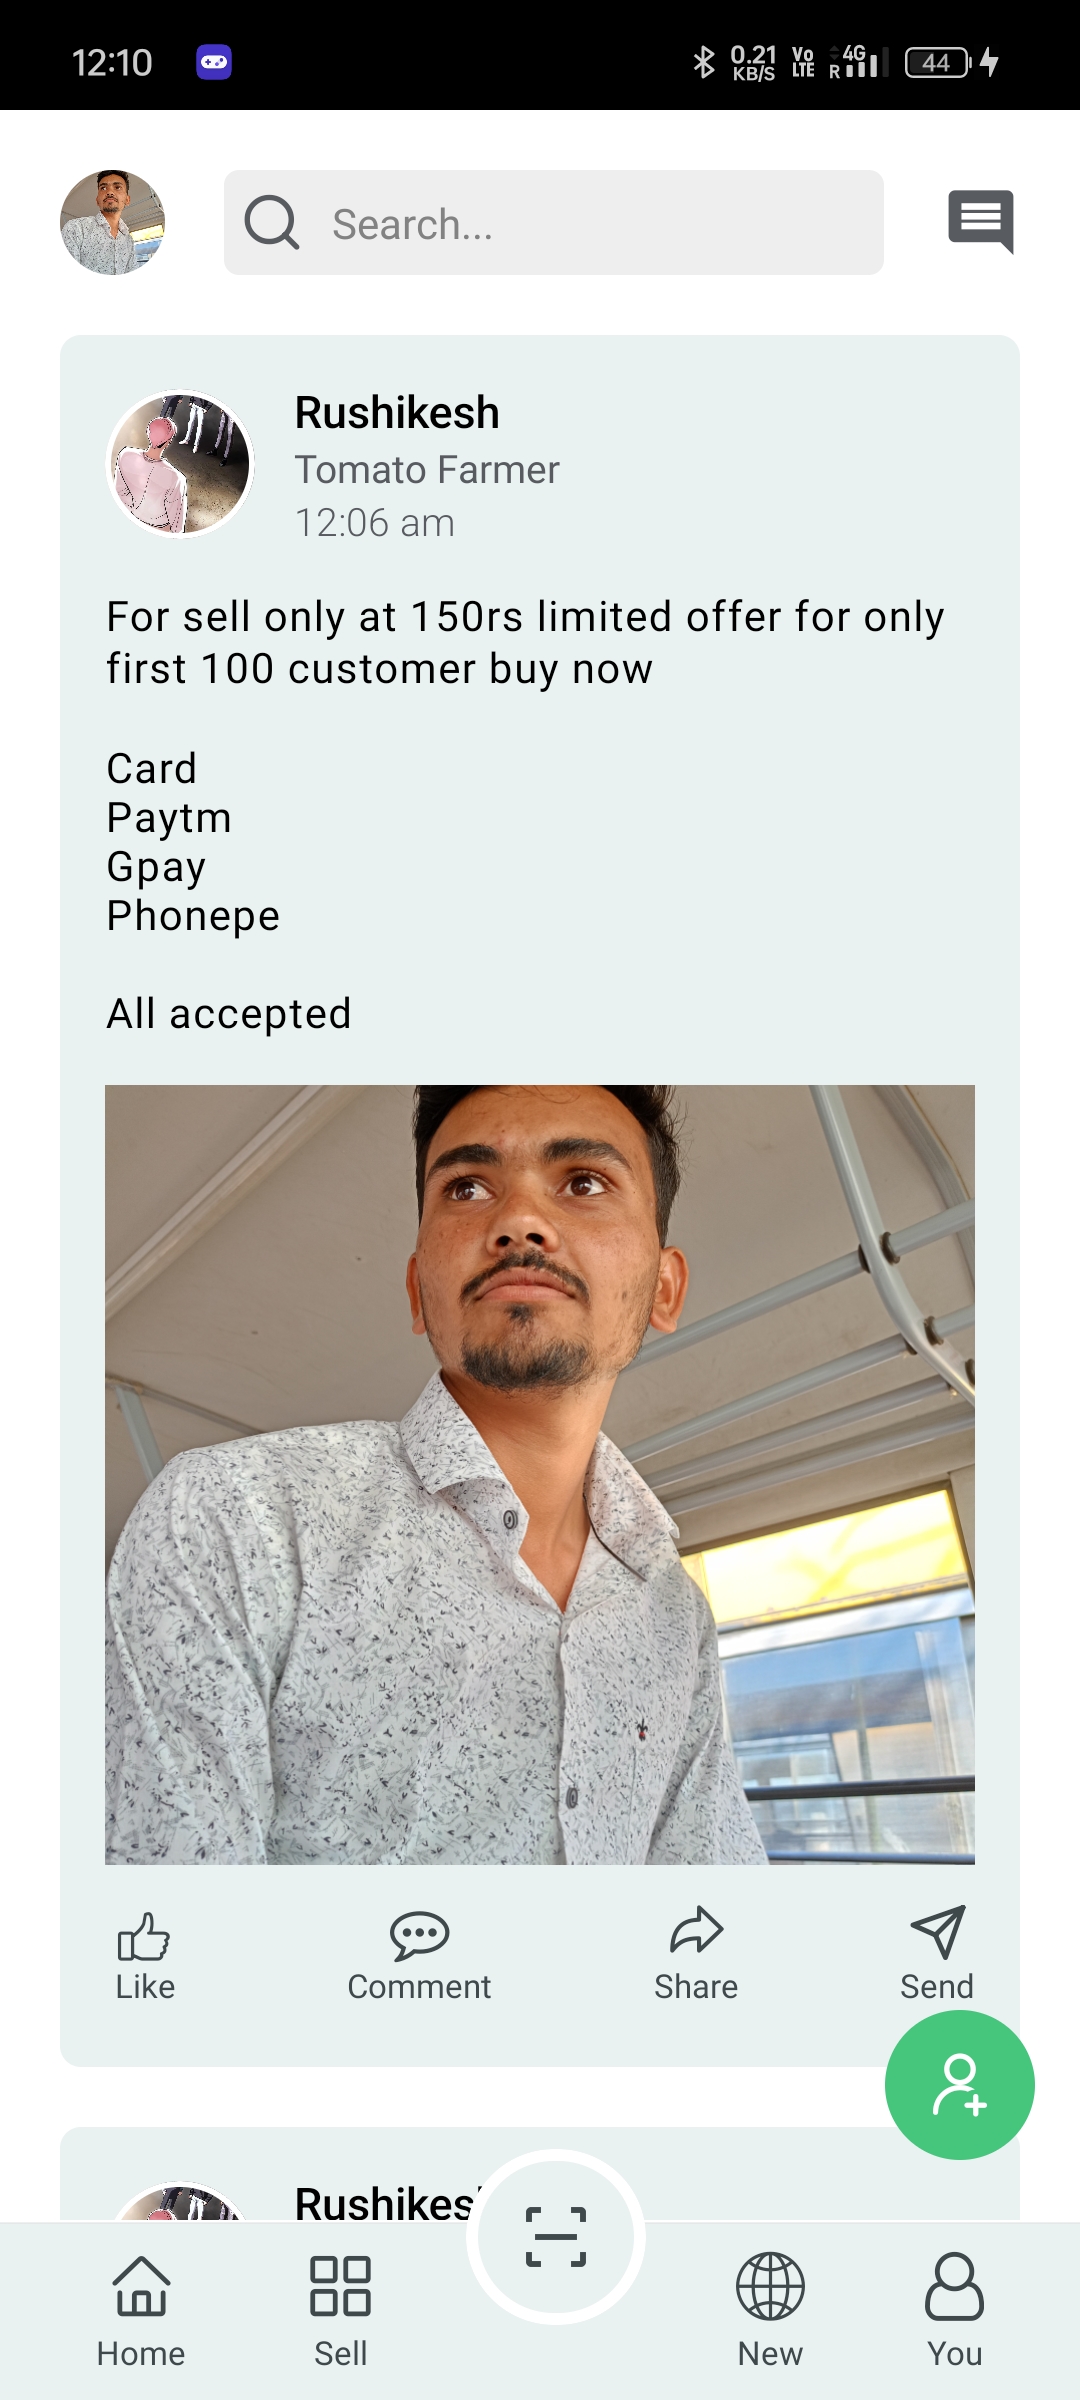 12:10
0.21 KB/S Vo LTE R 4G 44
Search...
Rushikesh
Tomato Farmer
12:06 am
For sell only at 150rs limited offer for only
first 100 customer buy now
Card
Paytm
Gpay
Phonepe
All accepted
Like Comment Share Send
Rushikes
Home Sell New You